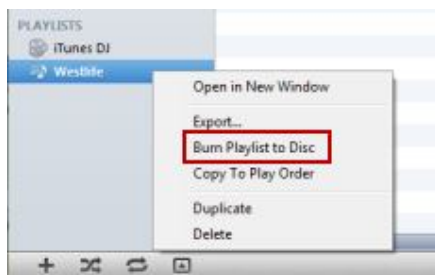 PLAYLISTS
iTunes DJ
Westlife
Open in New Window
Export...
Burn Playlist to Disc
Copy To Play Order
Duplicate
Delete